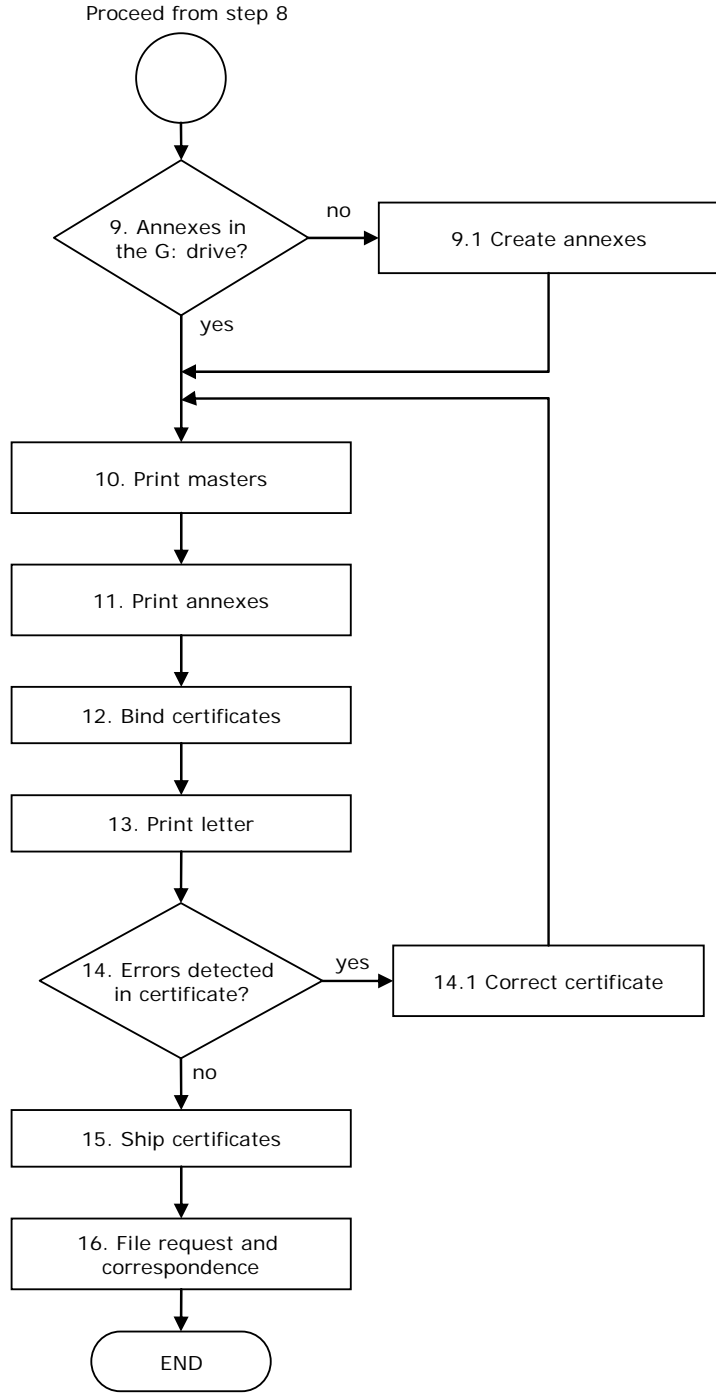 Proceed from step 8
9. Annexes in
the G: drive?
no
9.1 Create annexes
yes
10. Print masters
11. Print annexes
12. Bind certificates
13. Print letter
14. Errors detected
in certificate?
yes
14.1 Correct certificate
no
15. Ship certificates
16. File request and
correspondence
END